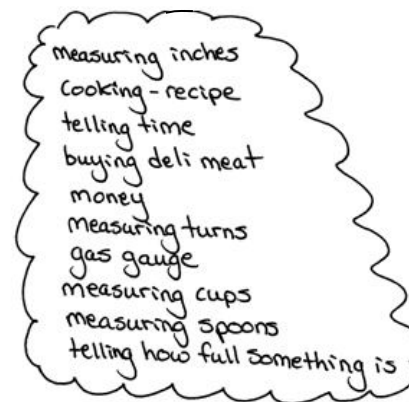 measuring inches
cooking - recipe
telling time
buying deli meat
money
measuring turns
gas gauge
measuring cups
measuring spoons
telling how full something is